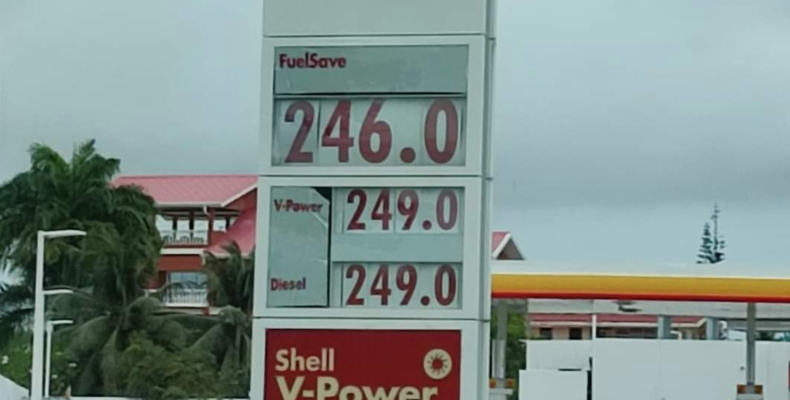 FuelSave
246.0
V-Power 249.0
Diesel 249.0
Shell
V-Power